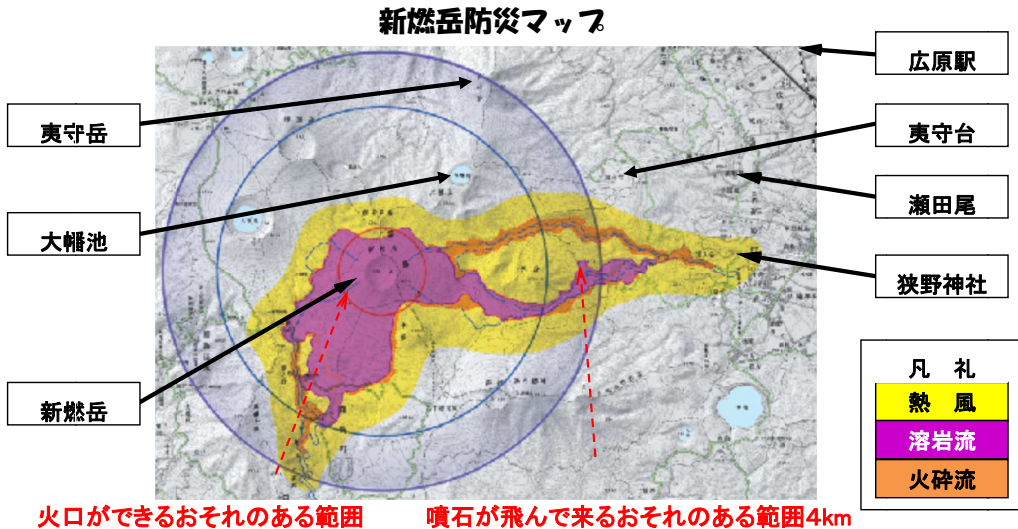 新燃岳防災マップ
広原駅
夷守岳
夷守台
大幡池
瀬田尾
狭野神社
新燃岳
凡 礼
熱 風
溶岩流
火砕流
火口ができるおそれのある範囲
噴石が飛んで来るおそれのある範囲4km